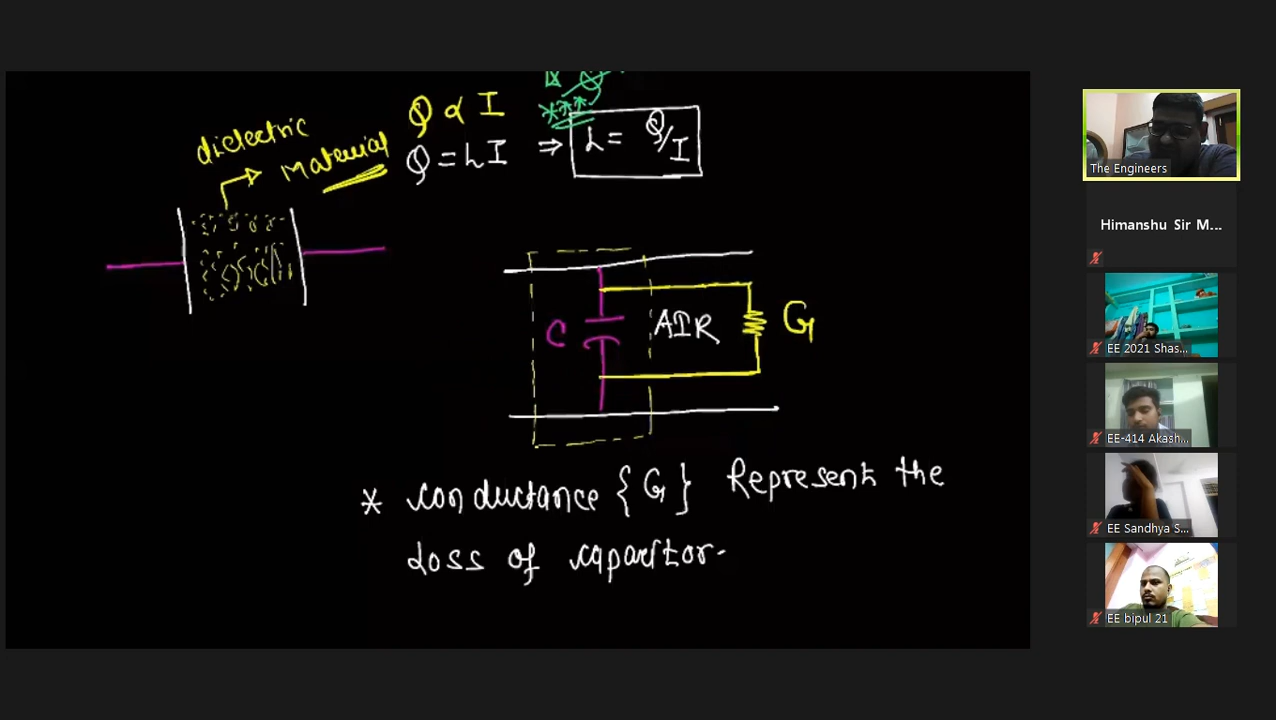 dielectric
Material
Q ∝ I
Q = LI ⇒ L = Q/I
***
C
AIR
G
* conductance {G} Represent the
Loss of capacitor.
The Engineers
Himanshu Sir M...
EE 2021 Shas...
EE-414 Akash...
EE Sandhya S...
EE bipul 21